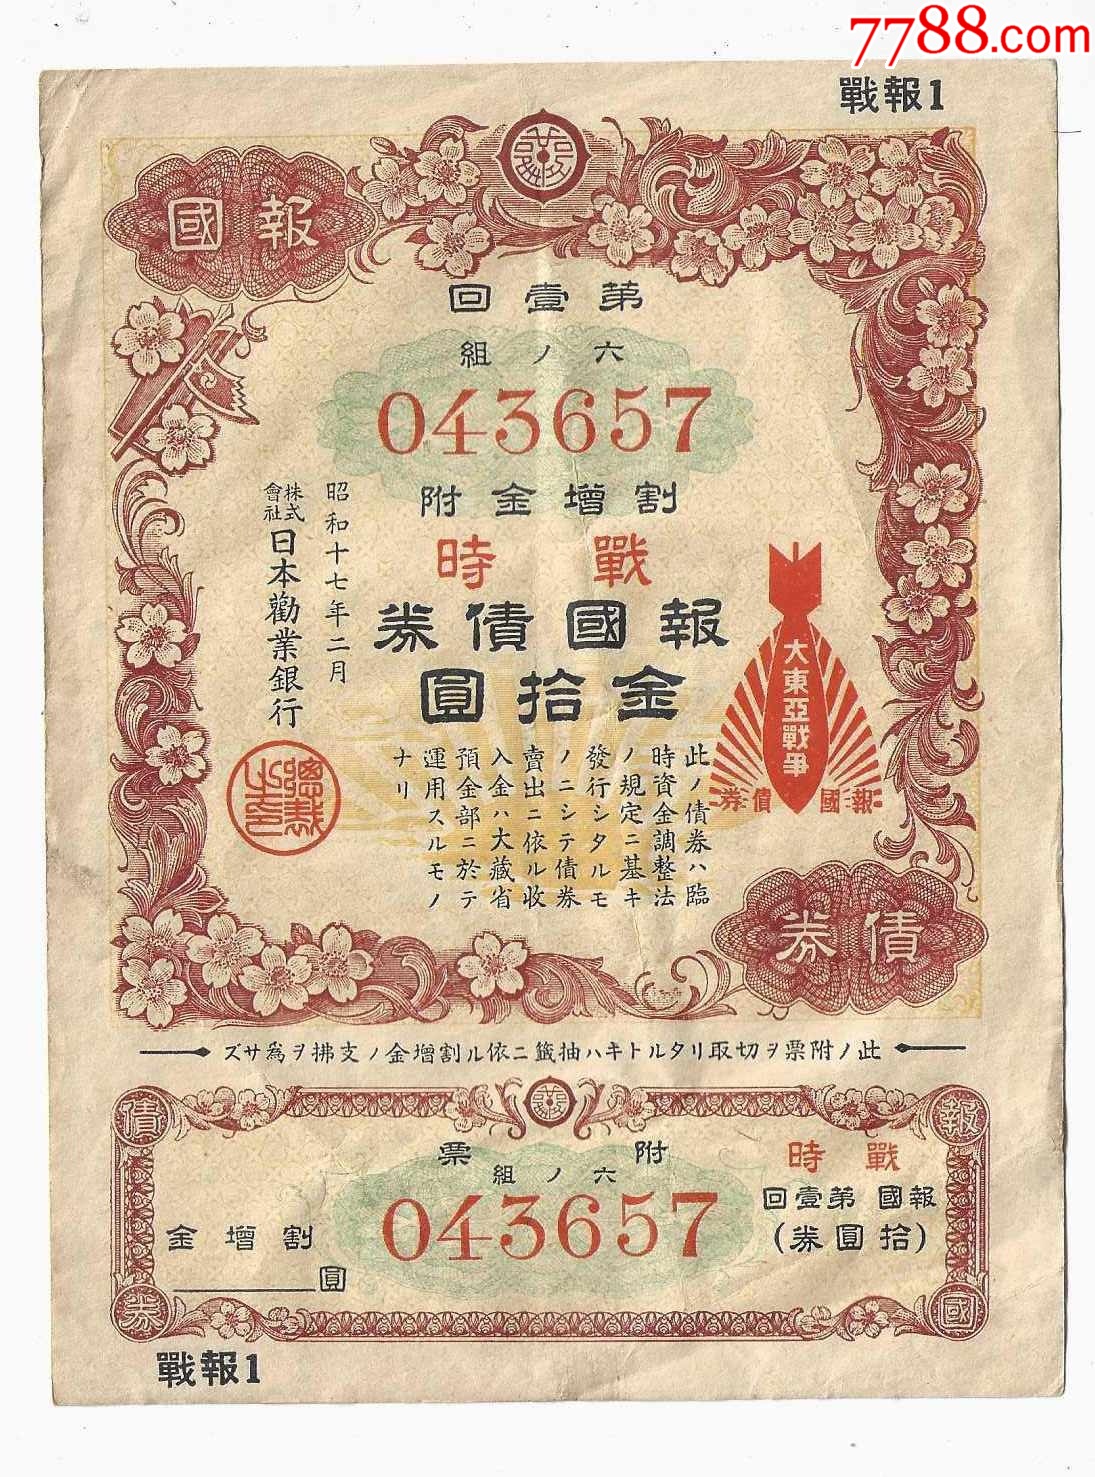 7788.com
戰報1
報國
第壹回
六ノ組
043657
割增金附
戰時
報國債券
金拾圓
大東亞戰爭
報國債券
此ノ債券ハ臨
時資金調整法
ノ規定ニ基キ
發行シタルモ
ノニシテ債券
賣出ニ依ル收
入金ハ大藏省
預金部ニ於テ
運用スルモノ
ナリ
昭和十七年二月
株式會社日本勸業銀行
總裁之印
債券
此ノ附票ヲ切取リタルトキハ抽籤ニ依ル割增金ノ支拂ヲ爲サズ
報國債券
戰時
報國第壹回
(拾圓券)
附票
六ノ組
043657
割增金
圓
戰報1